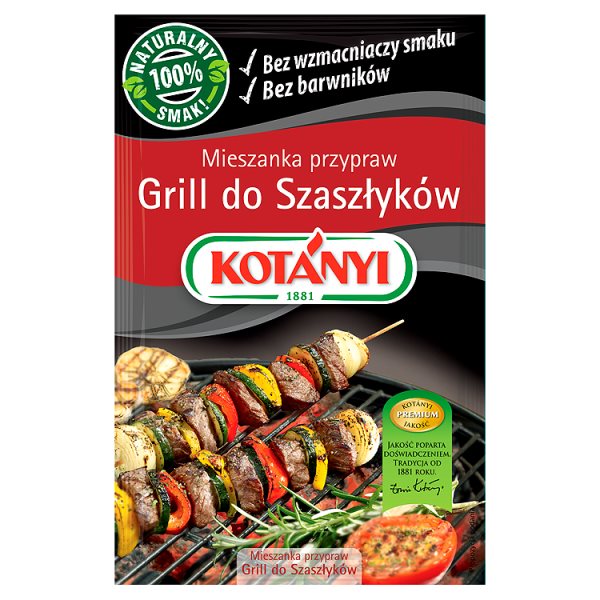 NATURALNY
100%
SMAK!
Bez wzmacniaczy smaku
Bez barwników
Mieszanka przypraw
Grill do Szaszłyków
KOTÁNYI
1881
KOTÁNYI
PREMIUM
JAKOŚĆ
JAKOŚĆ POPARTA
DOŚWIADCZENIEM.
TRADYCJA OD
1881 ROKU.
Mieszanka przypraw
Grill do Szaszłyków